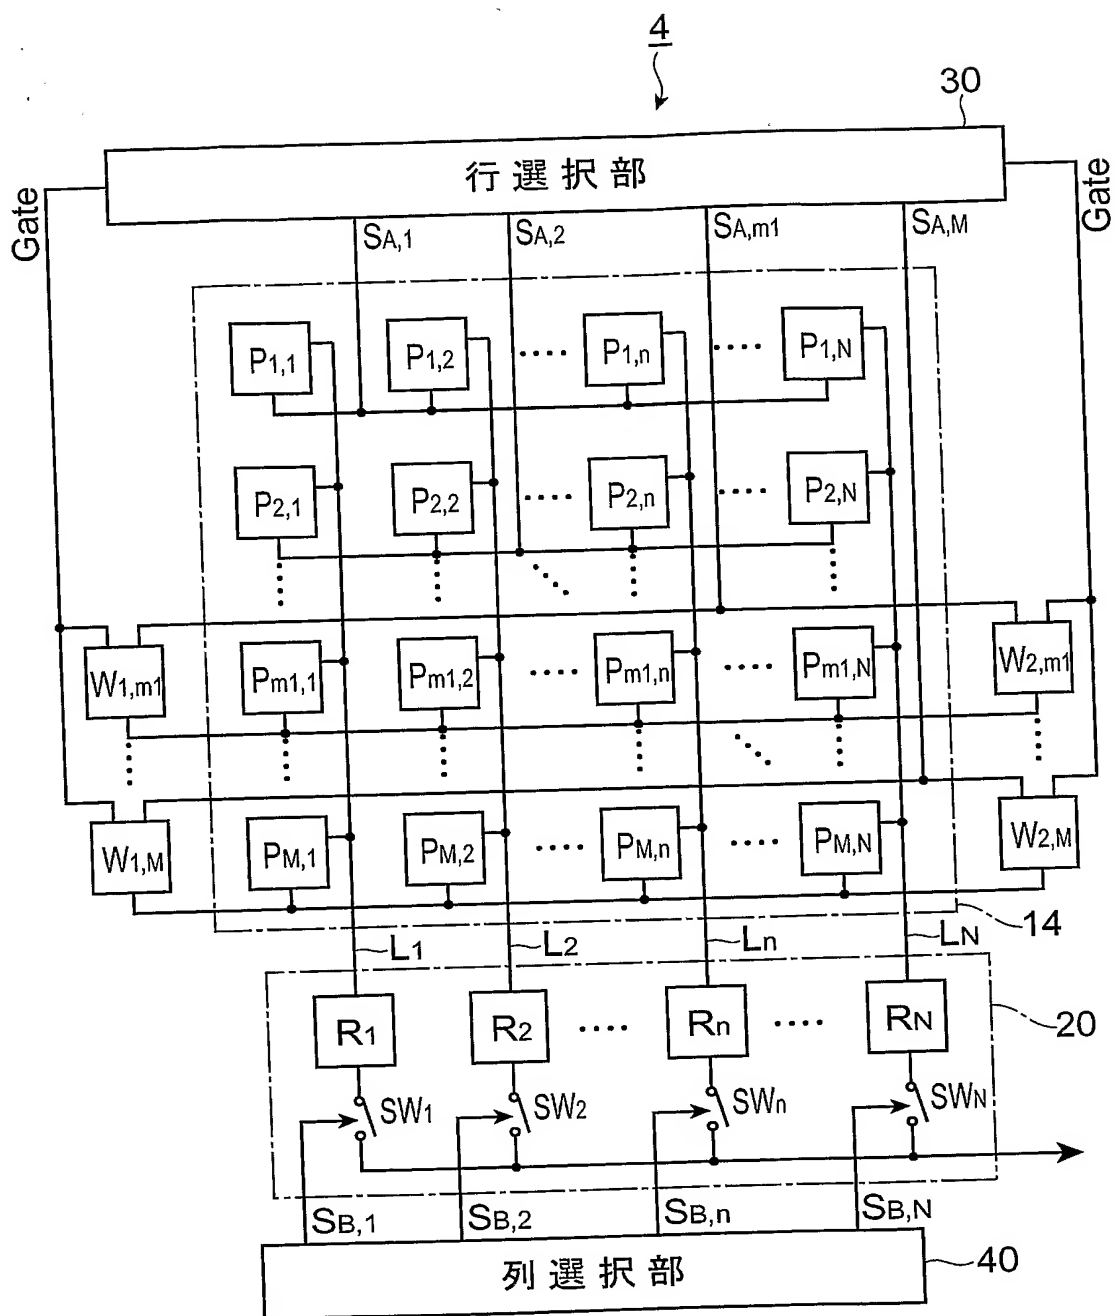 4
30
行選択部
Gate
Gate
SA,1 SA,2 SA,m1 SA,M
P1,1 P1,2 ···· P1,n ···· P1,N
P2,1 P2,2 ···· P2,n ···· P2,N
W1,m1 Pm1,1 Pm1,2 ···· Pm1,n ···· Pm1,N W2,m1
W1,M PM,1 PM,2 ···· PM,n ···· PM,N W2,M
14
L1 L2 Ln LN
R1 R2 ···· Rn ···· RN
20
SW1 SW2 SWn SWN
SB,1 SB,2 SB,n SB,N
列選択部
40